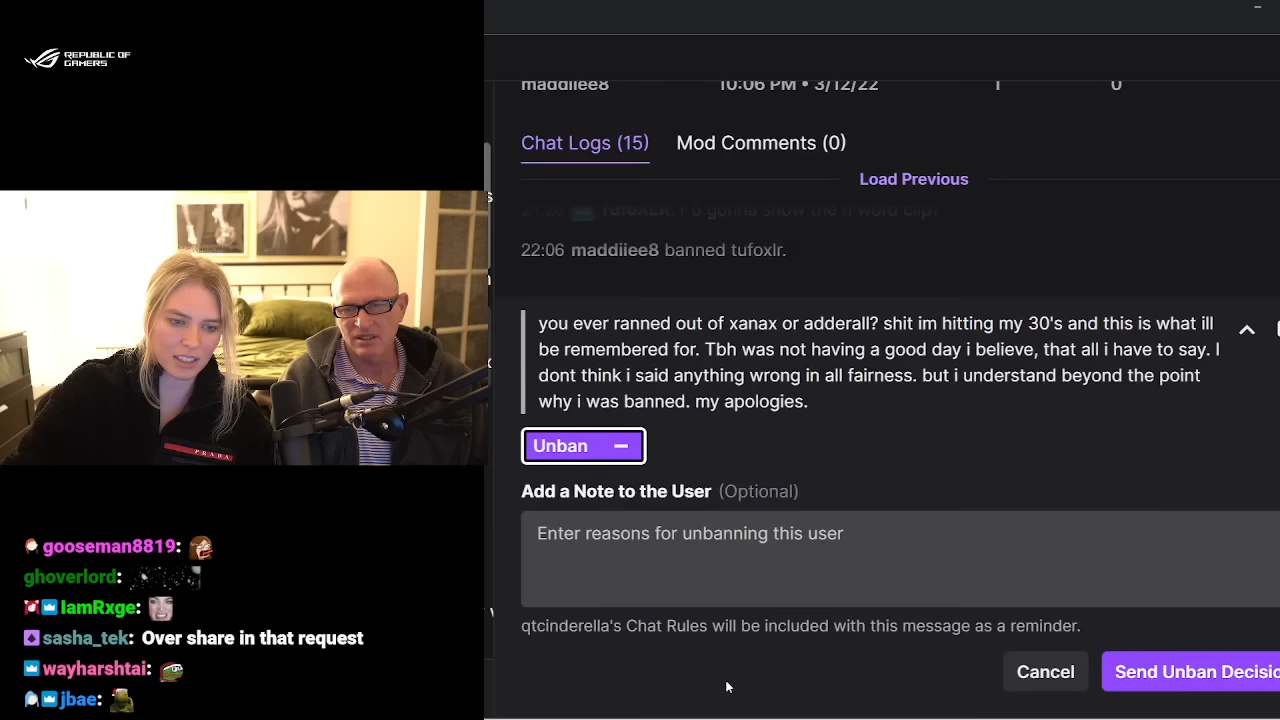 REPUBLIC OF
GAMERS
maddiiee8 10:06 PM • 3/12/22 1 0
Chat Logs (15) Mod Comments (0)
Load Previous
22:06 maddiiee8 banned tufoxlr.
you ever ranned out of xanax or adderall? shit im hitting my 30's and this is what ill
be remembered for. Tbh was not having a good day i believe, that all i have to say. I
dont think i said anything wrong in all fairness. but i understand beyond the point
why i was banned. my apologies.
Unban
Add a Note to the User (Optional)
Enter reasons for unbanning this user
qtcinderella's Chat Rules will be included with this message as a reminder.
Cancel Send Unban Decisio
PRADA
gooseman8819:
ghoverlord:
IamRxge:
sasha_tek: Over share in that request
wayharshtai:
jbae: